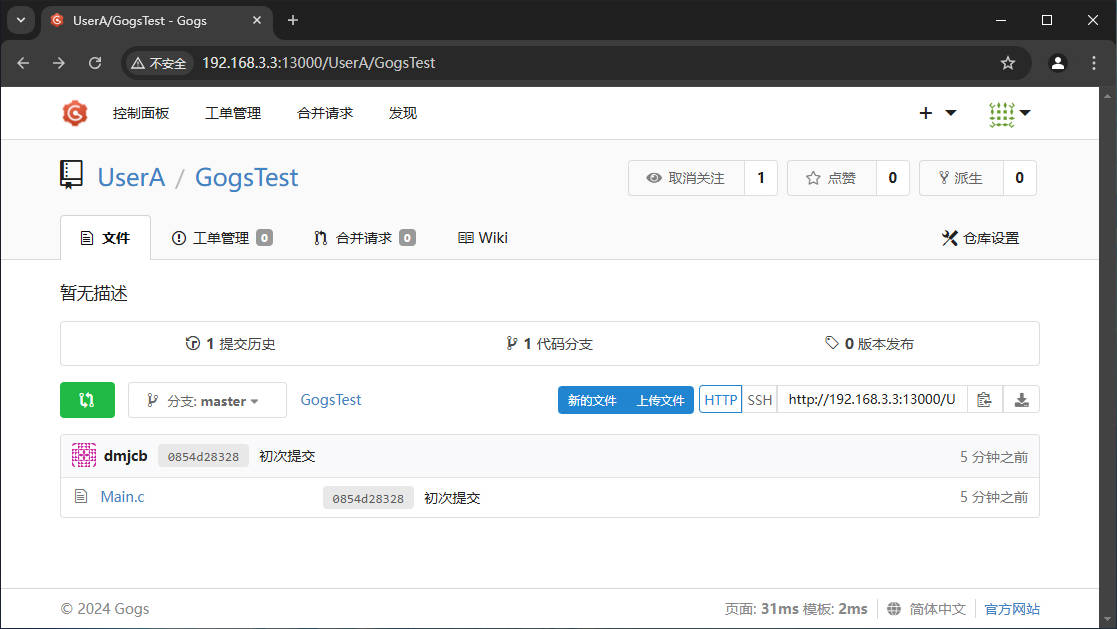 UserA/GogsTest - Gogs
不安全 192.168.3.3:13000/UserA/GogsTest
控制面板 工单管理 合并请求 发现
UserA / GogsTest 取消关注 1 点赞 0 派生 0
文件 工单管理 0 合并请求 0 Wiki 仓库设置
暂无描述
1 提交历史 1 代码分支 0 版本发布
分支: master GogsTest 新的文件 上传文件 HTTP SSH http://192.168.3.3:13000/U
dmjcb 0854d28328 初次提交 5 分钟之前
Main.c 0854d28328 初次提交 5 分钟之前
© 2024 Gogs 页面: 31ms 模板: 2ms 简体中文 官方网站